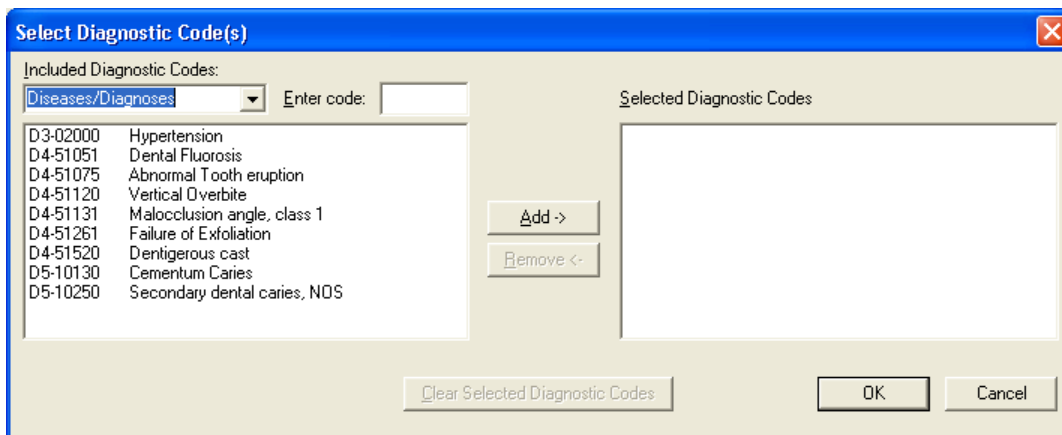 Select Diagnostic Code(s)
Included Diagnostic Codes:
Diseases/Diagnoses Enter code: Selected Diagnostic Codes
D3-02000 Hypertension
D4-51051 Dental Fluorosis
D4-51075 Abnormal Tooth eruption
D4-51120 Vertical Overbite
D4-51131 Malocclusion angle, class 1
D4-51261 Failure of Exfoliation
D4-51520 Dentigerous cast
D5-10130 Cementum Caries
D5-10250 Secondary dental caries, NOS
Add ->
Remove <-
Clear Selected Diagnostic Codes OK Cancel